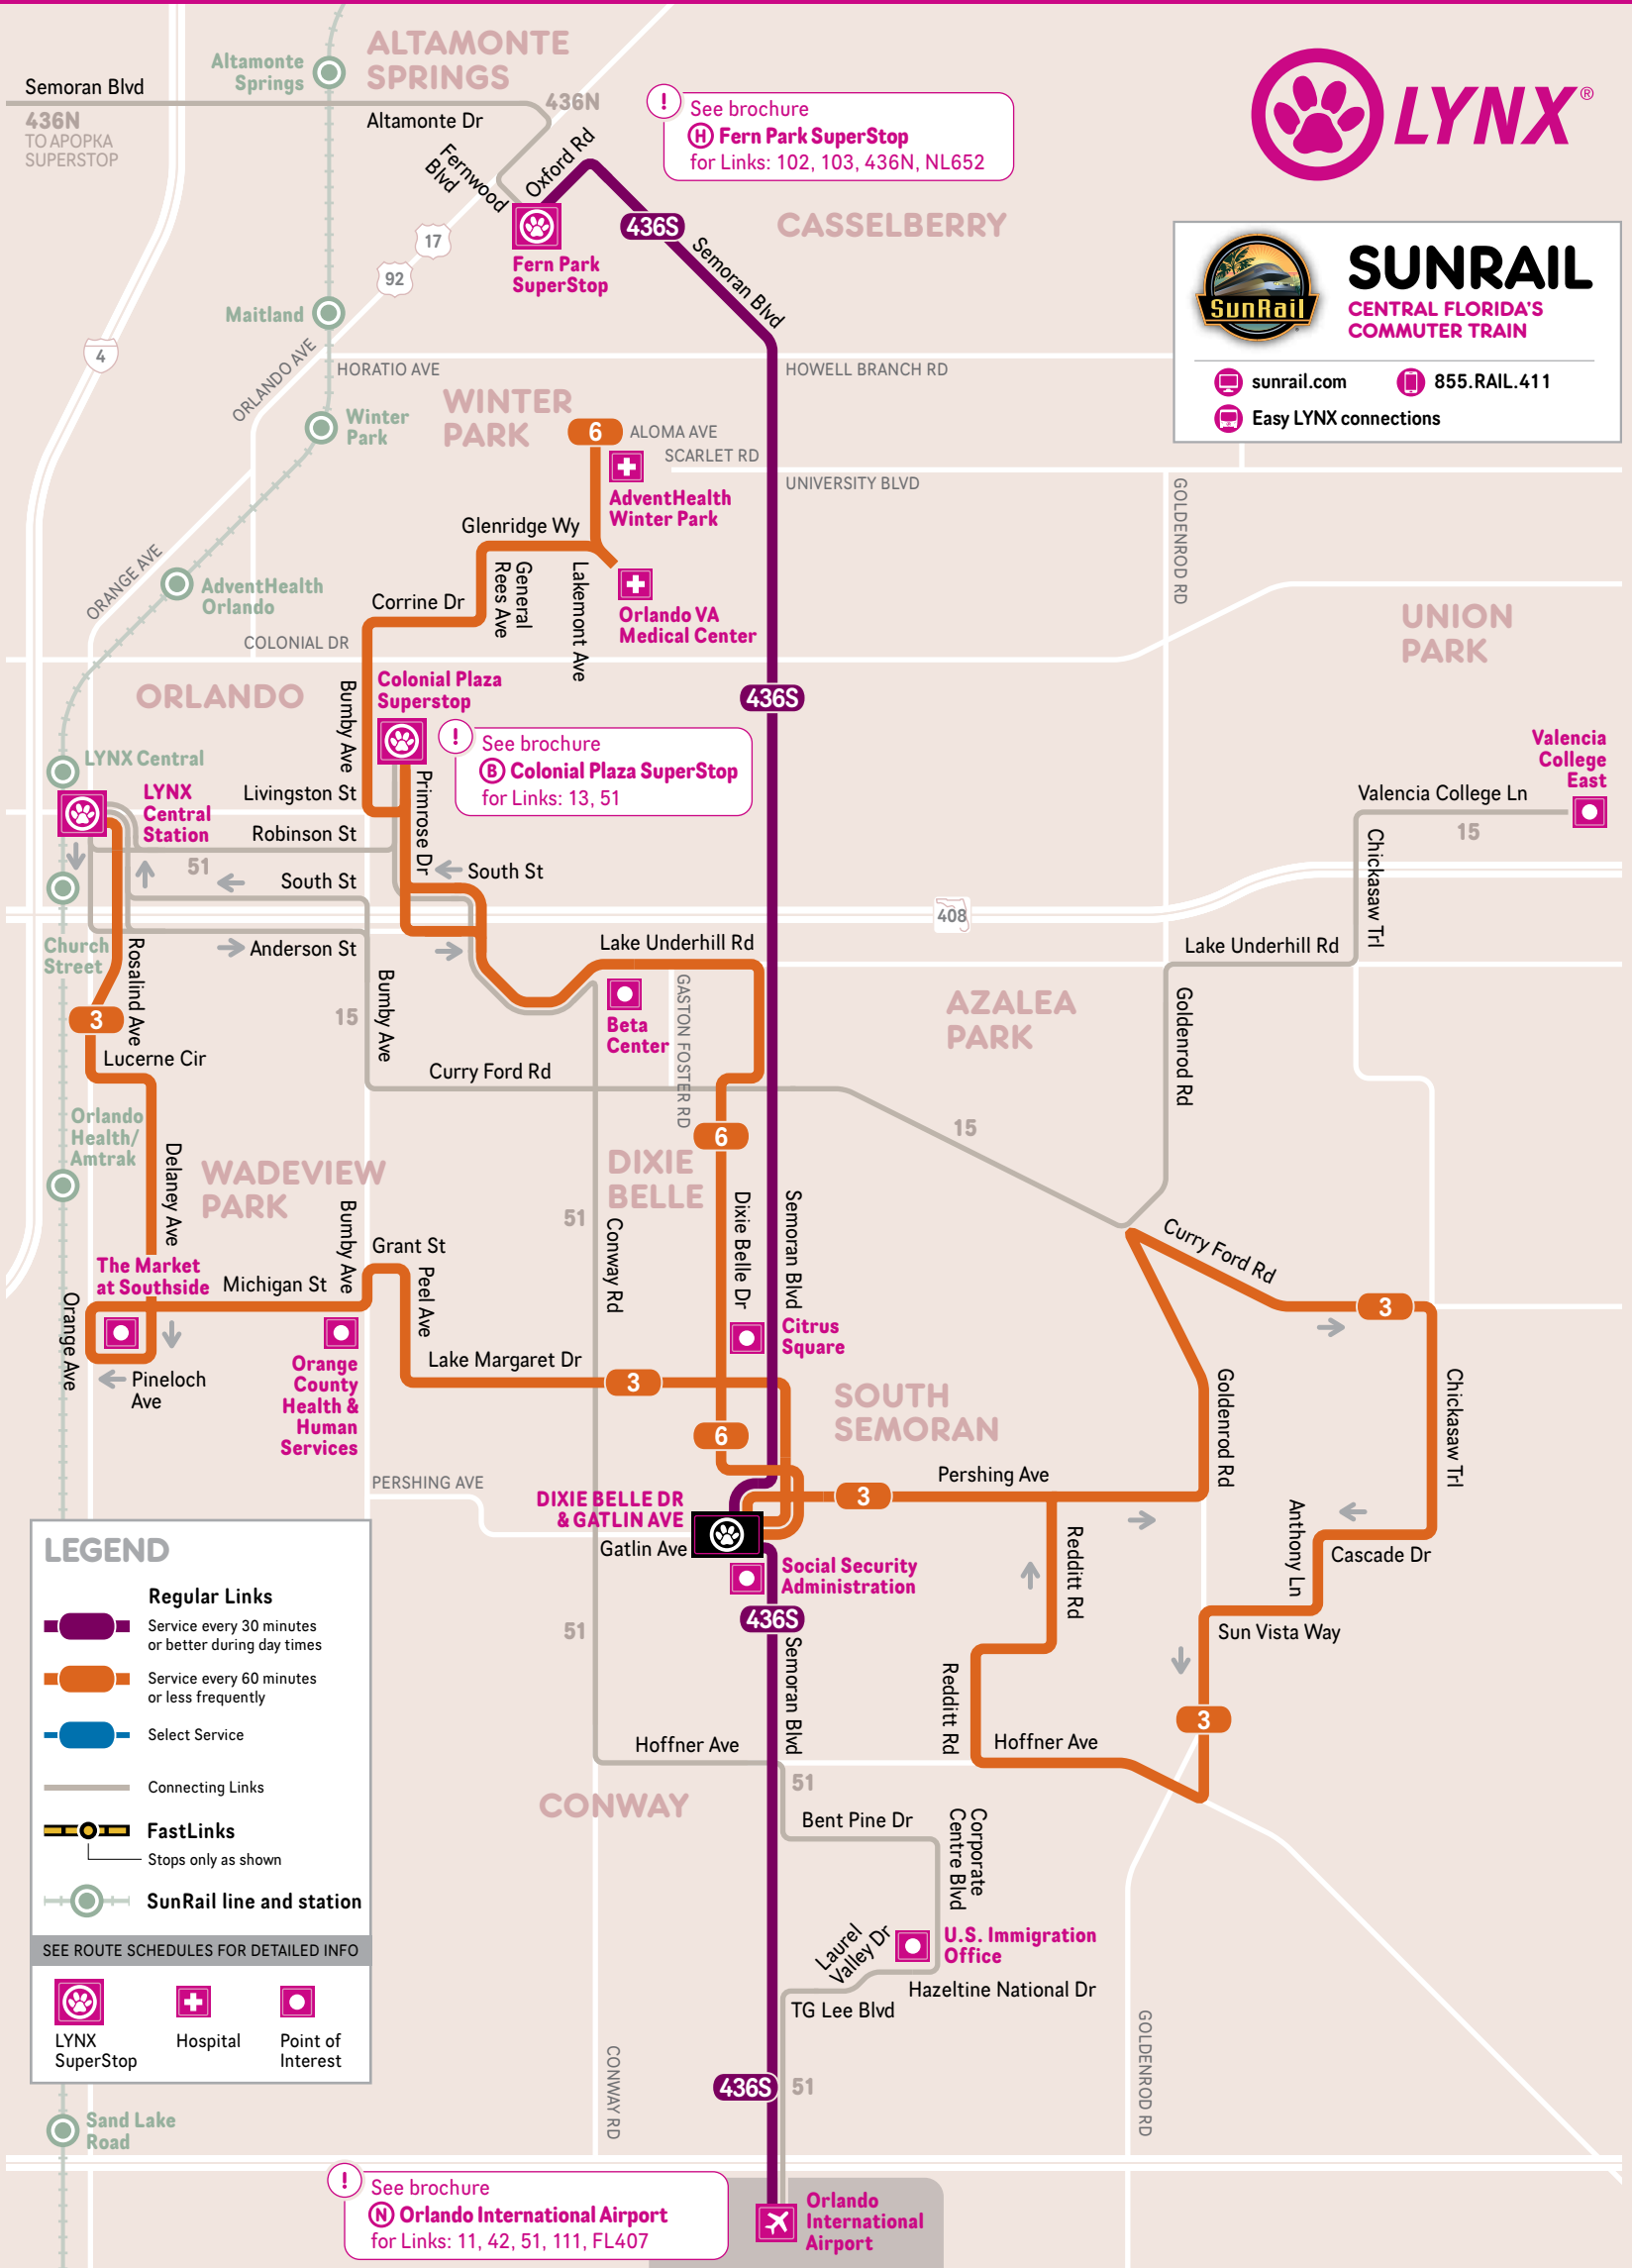 ALTAMONTE
SPRINGS
Altamonte
Springs
Semoran Blvd
436N
TO APOPKA
SUPERSTOP
436N
Altamonte Dr
Fernwood
Blvd
Oxford Rd
!
See brochure
H Fern Park SuperStop
for Links: 102, 103, 436N, NL652
LYNX®
CASSELBERRY
436S
Semoran Blvd
Fern Park
SuperStop
17
92
SunRail
SUNRAIL
CENTRAL FLORIDA'S
COMMUTER TRAIN
sunrail.com
855.RAIL.411
Easy LYNX connections
Maitland
4
ORLANDO AVE
HORATIO AVE
HOWELL BRANCH RD
WINTER
PARK
Winter
Park
6
ALOMA AVE
SCARLET RD
UNIVERSITY BLVD
GOLDENROD RD
AdventHealth
Winter Park
Glenridge Wy
General
Rees Ave
Lakemont Ave
Orlando VA
Medical Center
ORANGE AVE
AdventHealth
Orlando
Corrine Dr
COLONIAL DR
UNION
PARK
ORLANDO
Colonial Plaza
Superstop
Bumby Ave
436S
!
See brochure
B Colonial Plaza SuperStop
for Links: 13, 51
Primrose Dr
LYNX Central
LYNX
Central
Station
Livingston St
Robinson St
51
South St
South St
Valencia
College
East
Valencia College Ln
15
Chickasaw Trl
408
Church
Street
Rosalind Ave
Anderson St
Lake Underhill Rd
Lake Underhill Rd
3
15
Bumby Ave
Beta
Center
GASTON FOSTER RD
AZALEA
PARK
Goldenrod Rd
Lucerne Cir
Curry Ford Rd
15
Orlando
Health/
Amtrak
6
Delaney Ave
WADEVIEW
PARK
DIXIE
BELLE
51
Conway Rd
Dixie Belle Dr
Semoran Blvd
Curry Ford Rd
3
The Market
at Southside
Michigan St
Bumby Ave
Grant St
Peel Ave
Orange Ave
Pineloch
Ave
Orange
County
Health &
Human
Services
Lake Margaret Dr
3
Citrus
Square
6
SOUTH
SEMORAN
Goldenrod Rd
Chickasaw Trl
PERSHING AVE
Pershing Ave
3
DIXIE BELLE DR
& GATLIN AVE
Gatlin Ave
Social Security
Administration
436S
Semoran Blvd
Redditt Rd
Redditt Rd
Anthony Ln
Cascade Dr
Sun Vista Way
3
51
Hoffner Ave
Hoffner Ave
51
CONWAY
Bent Pine Dr
Corporate
Centre Blvd
U.S. Immigration
Office
Laurel
Valley Dr
Hazeltine National Dr
TG Lee Blvd
CONWAY RD
GOLDENROD RD
436S
51
LEGEND
Regular Links
Service every 30 minutes
or better during day times
Service every 60 minutes
or less frequently
Select Service
Connecting Links
FastLinks
Stops only as shown
SunRail line and station
SEE ROUTE SCHEDULES FOR DETAILED INFO
LYNX
SuperStop
Hospital
Point of
Interest
Sand Lake
Road
!
See brochure
N Orlando International Airport
for Links: 11, 42, 51, 111, FL407
Orlando
International
Airport